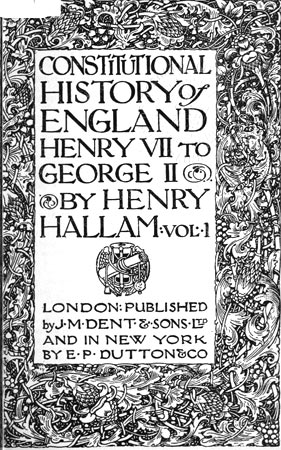 CONSTITUTIONAL
HISTORY of
ENGLAND
HENRY VII TO
GEORGE II
BY HENRY
HALLAM·VOL:1
LONDON: PUBLISHED
by J·M·DENT·&·SONS·LTD
AND IN NEW YORK
BY E·P·DUTTON & CO